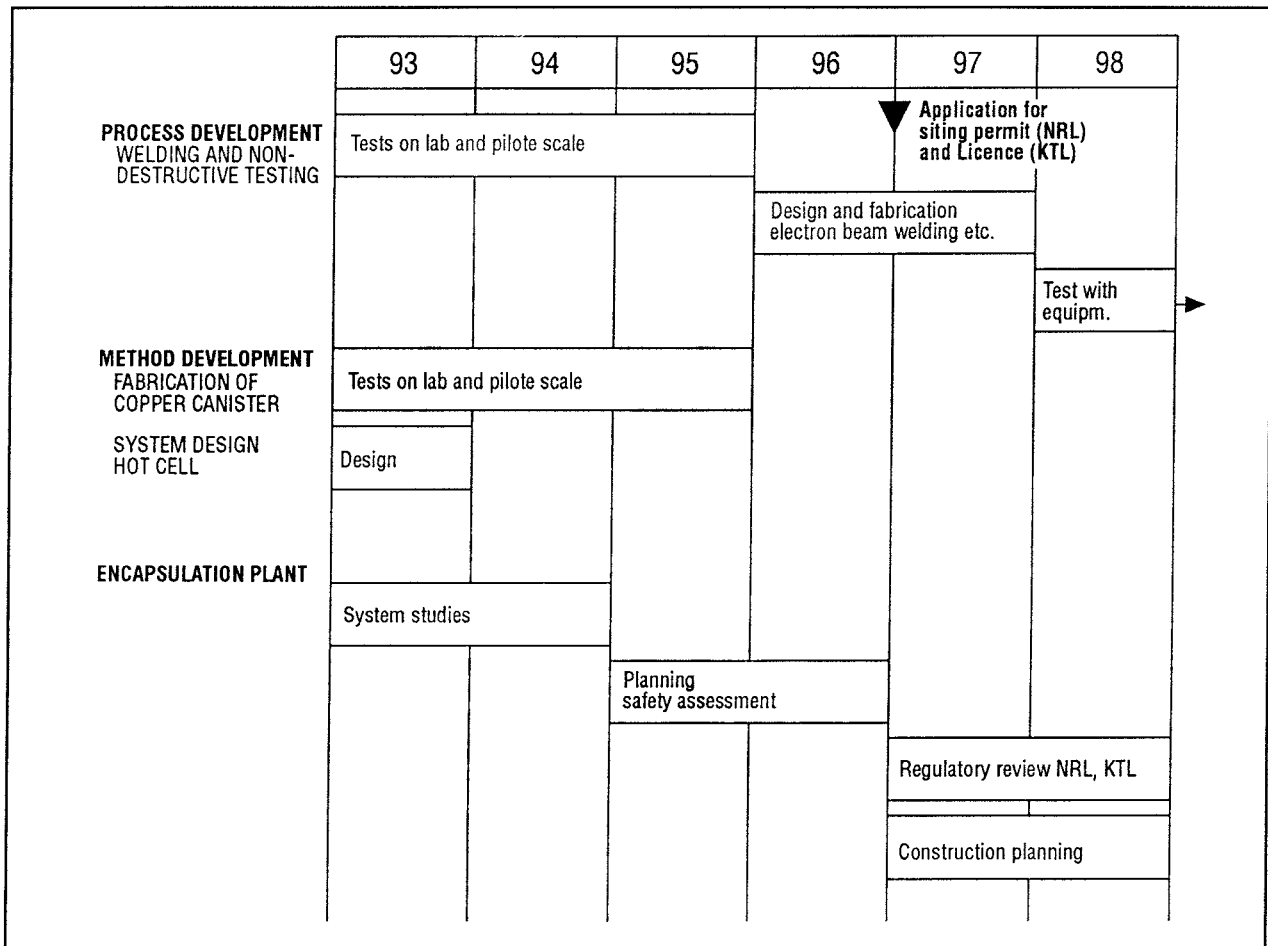 93 94 95 96 97 98
PROCESS DEVELOPMENT
WELDING AND NON-
DESTRUCTIVE TESTING
Tests on lab and pilote scale
Application for
siting permit (NRL)
and Licence (KTL)
Design and fabrication
electron beam welding etc.
Test with
equipm.
METHOD DEVELOPMENT
FABRICATION OF
COPPER CANISTER
Tests on lab and pilote scale
SYSTEM DESIGN
HOT CELL
Design
ENCAPSULATION PLANT
System studies
Planning
safety assessment
Regulatory review NRL, KTL
Construction planning